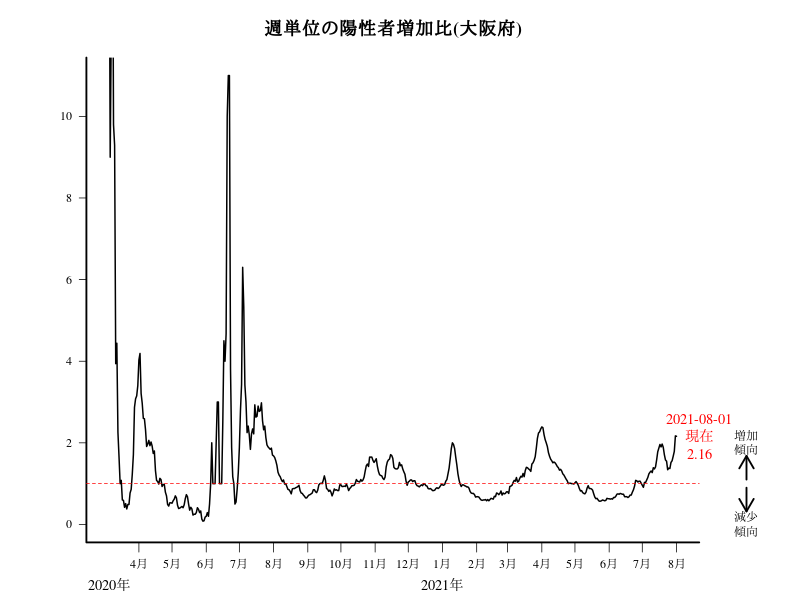 週単位の陽性者増加比(大阪府)
10
8
6
4
2
0
2021-08-01
現在
2.16
増加
傾向
減少
傾向
4月 5月 6月 7月 8月 9月 10月 11月 12月 1月 2月 3月 4月 5月 6月 7月 8月
2020年 2021年